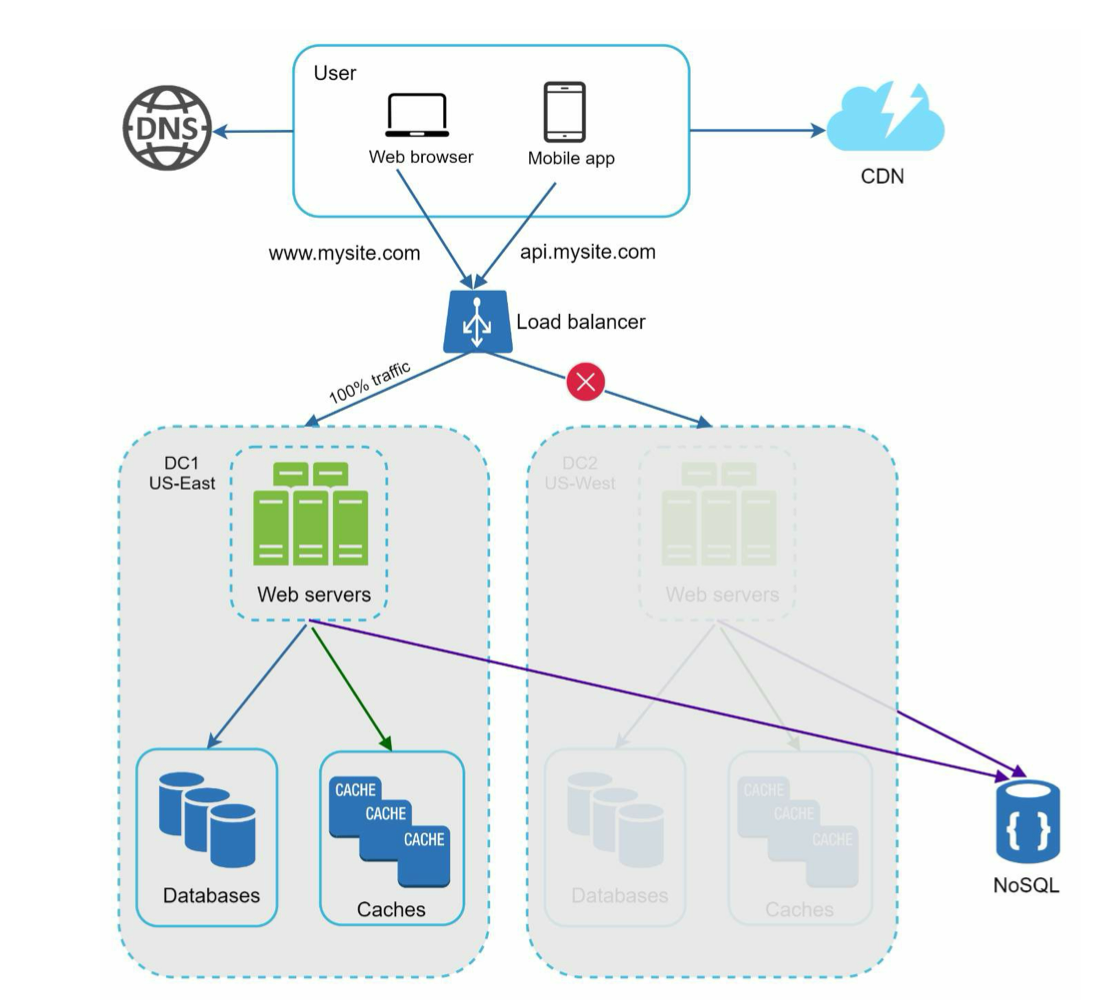 User
DNS
Web browser
Mobile app
CDN
www.mysite.com
api.mysite.com
Load balancer
100% traffic
DC1
US-East
Web servers
DC2
US-West
Web servers
CACHE
CACHE
CACHE
Databases
Caches
CACHE
CACHE
CACHE
Databases
Caches
{ }
NoSQL